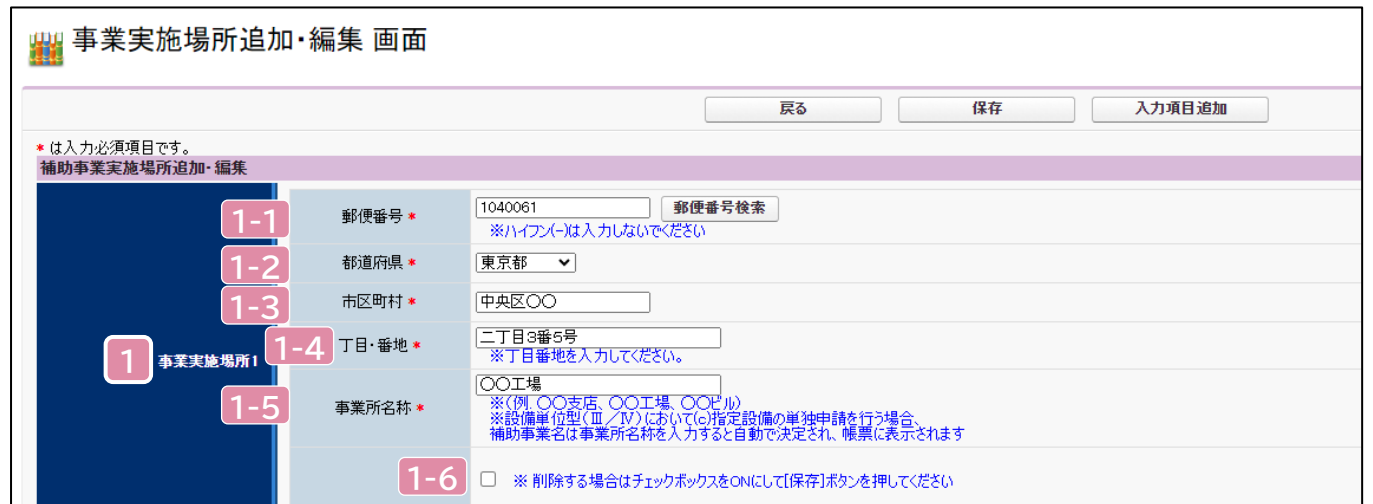 事業実施場所追加・編集 画面
戻る 保存 入力項目追加
* は入力必須項目です。
補助事業実施場所追加・編集
1-1 郵便番号 * 1040061 郵便番号検索
※ハイフン(-)は入力しないでください
1-2 都道府県 * 東京都
1-3 市区町村 * 中央区〇〇
1 事業実施場所1
1-4 丁目・番地 * 二丁目3番5号
※丁目番地を入力してください。
1-5 事業所名称 * 〇〇工場
※(例. 〇〇支店、〇〇工場、〇〇ビル)
※設備単位型(Ⅲ/Ⅳ)において(c)指定設備の単独申請を行う場合、
補助事業名は事業所名称を入力すると自動で決定され、帳票に表示されます
1-6 ※ 削除する場合はチェックボックスをONにして[保存]ボタンを押してください